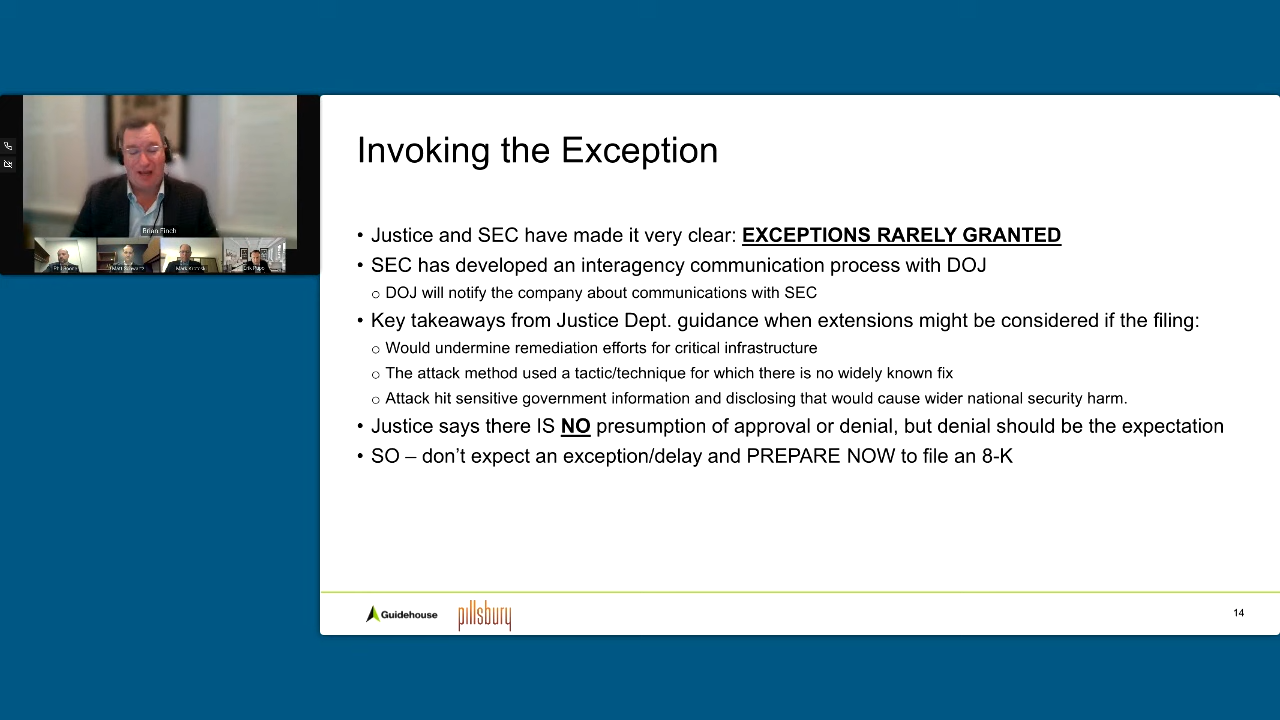 Brian Finch
Invoking the Exception
• Justice and SEC have made it very clear: EXCEPTIONS RARELY GRANTED
• SEC has developed an interagency communication process with DOJ
o DOJ will notify the company about communications with SEC
• Key takeaways from Justice Dept. guidance when extensions might be considered if the filing:
o Would undermine remediation efforts for critical infrastructure
o The attack method used a tactic/technique for which there is no widely known fix
o Attack hit sensitive government information and disclosing that would cause wider national security harm.
• Justice says there IS NO presumption of approval or denial, but denial should be the expectation
• SO – don’t expect an exception/delay and PREPARE NOW to file an 8-K
Guidehouse
pillsbury
14